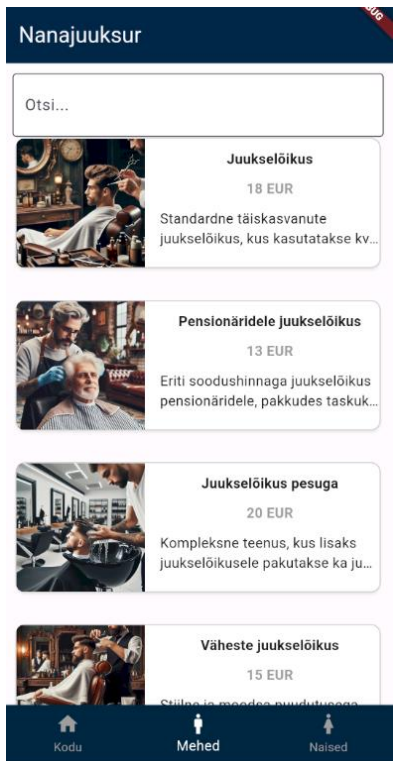 Nanajuuksur
Otsi...
Juukselõikus
18 EUR
Standardne täiskasvanute
juukselõikus, kus kasutatakse kv...
Pensionäridele juukselõikus
13 EUR
Eriti soodushinnaga juukselõikus
pensionäridele, pakkudes taskuk...
Juukselõikus pesuga
20 EUR
Kompleksne teenus, kus lisaks
juukselõikusele pakutakse ka ju...
Väheste juukselõikus
15 EUR
Kodu
Mehed
Naised